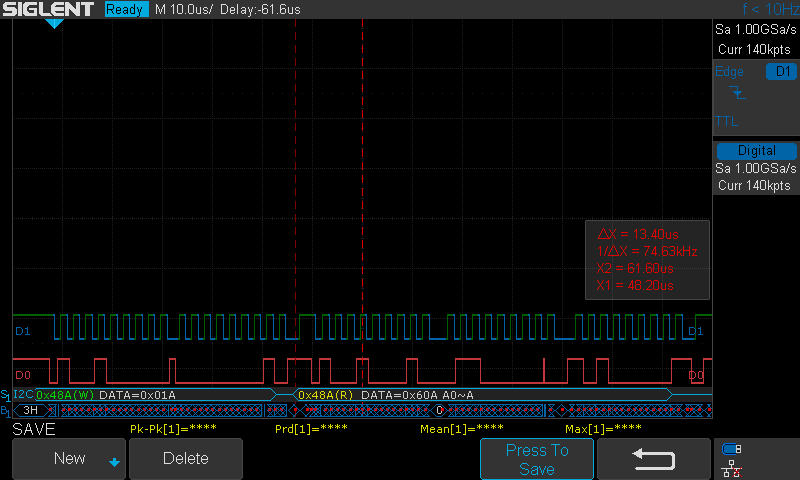 SIGLENT Ready M 10.0us/ Delay:-61.6us f < 10Hz
Sa 1.00GSa/s
Curr 140kpts
Edge D1
TTL
Digital
Sa 1.00GSa/s
Curr 140kpts
△X = 13.40us
1/△X = 74.63kHz
X2 = 61.60us
X1 = 48.20us
D1 D1
D0 D0
S1 I2C 0x48A(W) DATA=0x01A 0x48A(R) DATA=0x60A A0~A
B1 3H 0
SAVE Pk-Pk[1]=**** Prd[1]=**** Mean[1]=**** Max[1]=****
New Delete Press To
Save